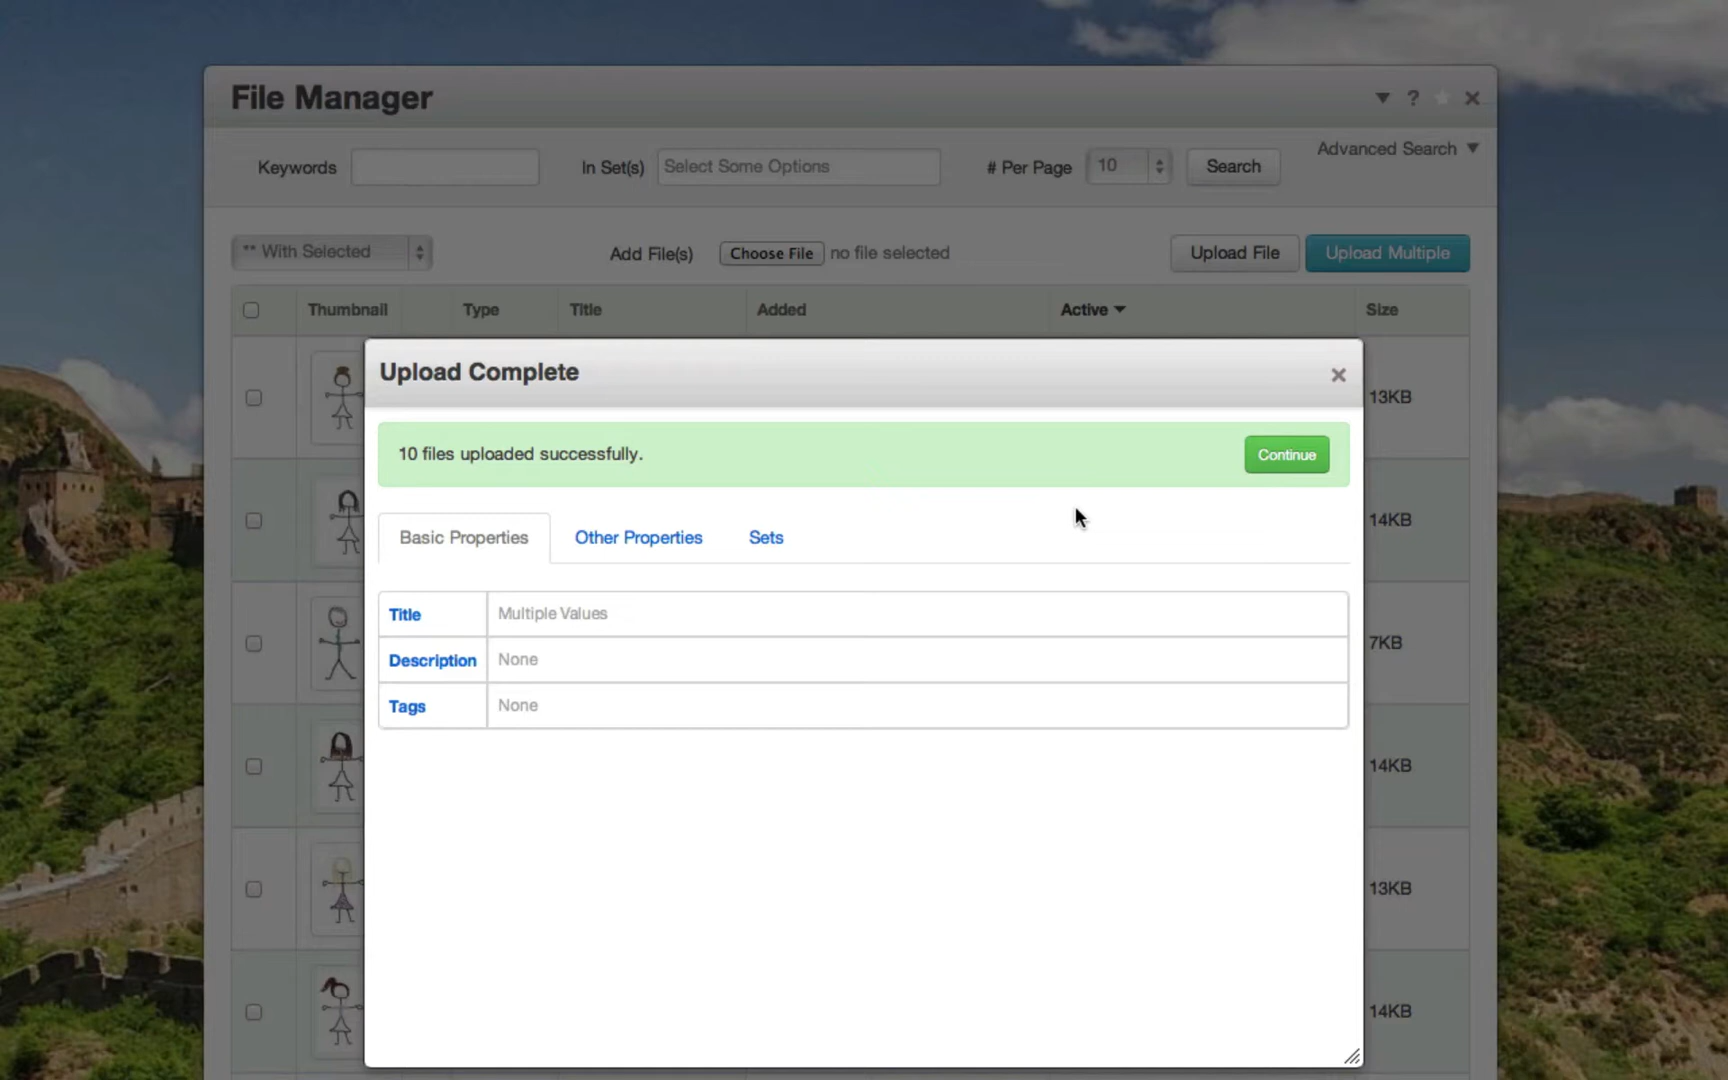 File Manager
?
Advanced Search
Keywords
In Set(s) Select Some Options
# Per Page 10
Search
** With Selected
Add File(s) Choose File no file selected
Upload File
Upload Multiple
Thumbnail Type Title Added Active Size
Upload Complete
13KB
10 files uploaded successfully.
Continue
14KB
Basic Properties Other Properties Sets
Title Multiple Values
7KB
Description None
Tags None
14KB
13KB
14KB